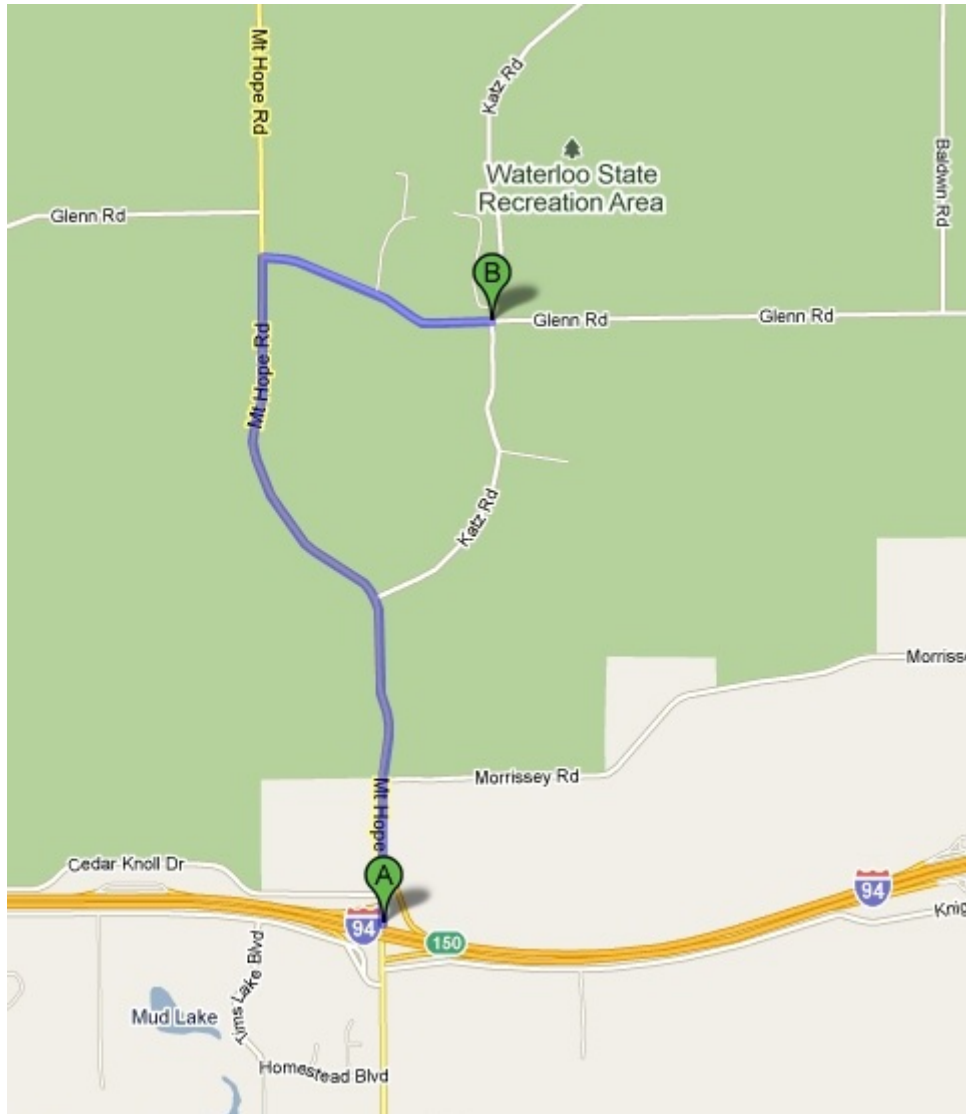 Mt Hope Rd
Katz Rd
Waterloo State
Recreation Area
Baldwin Rd
Glenn Rd
B
Glenn Rd
Glenn Rd
Mt Hope Rd
Katz Rd
Morrisse
Morrissey Rd
Mt Hope
Cedar Knoll Dr
A
94
94
150
Knig
Kims Lake Blvd
Mud Lake
Homestead Blvd